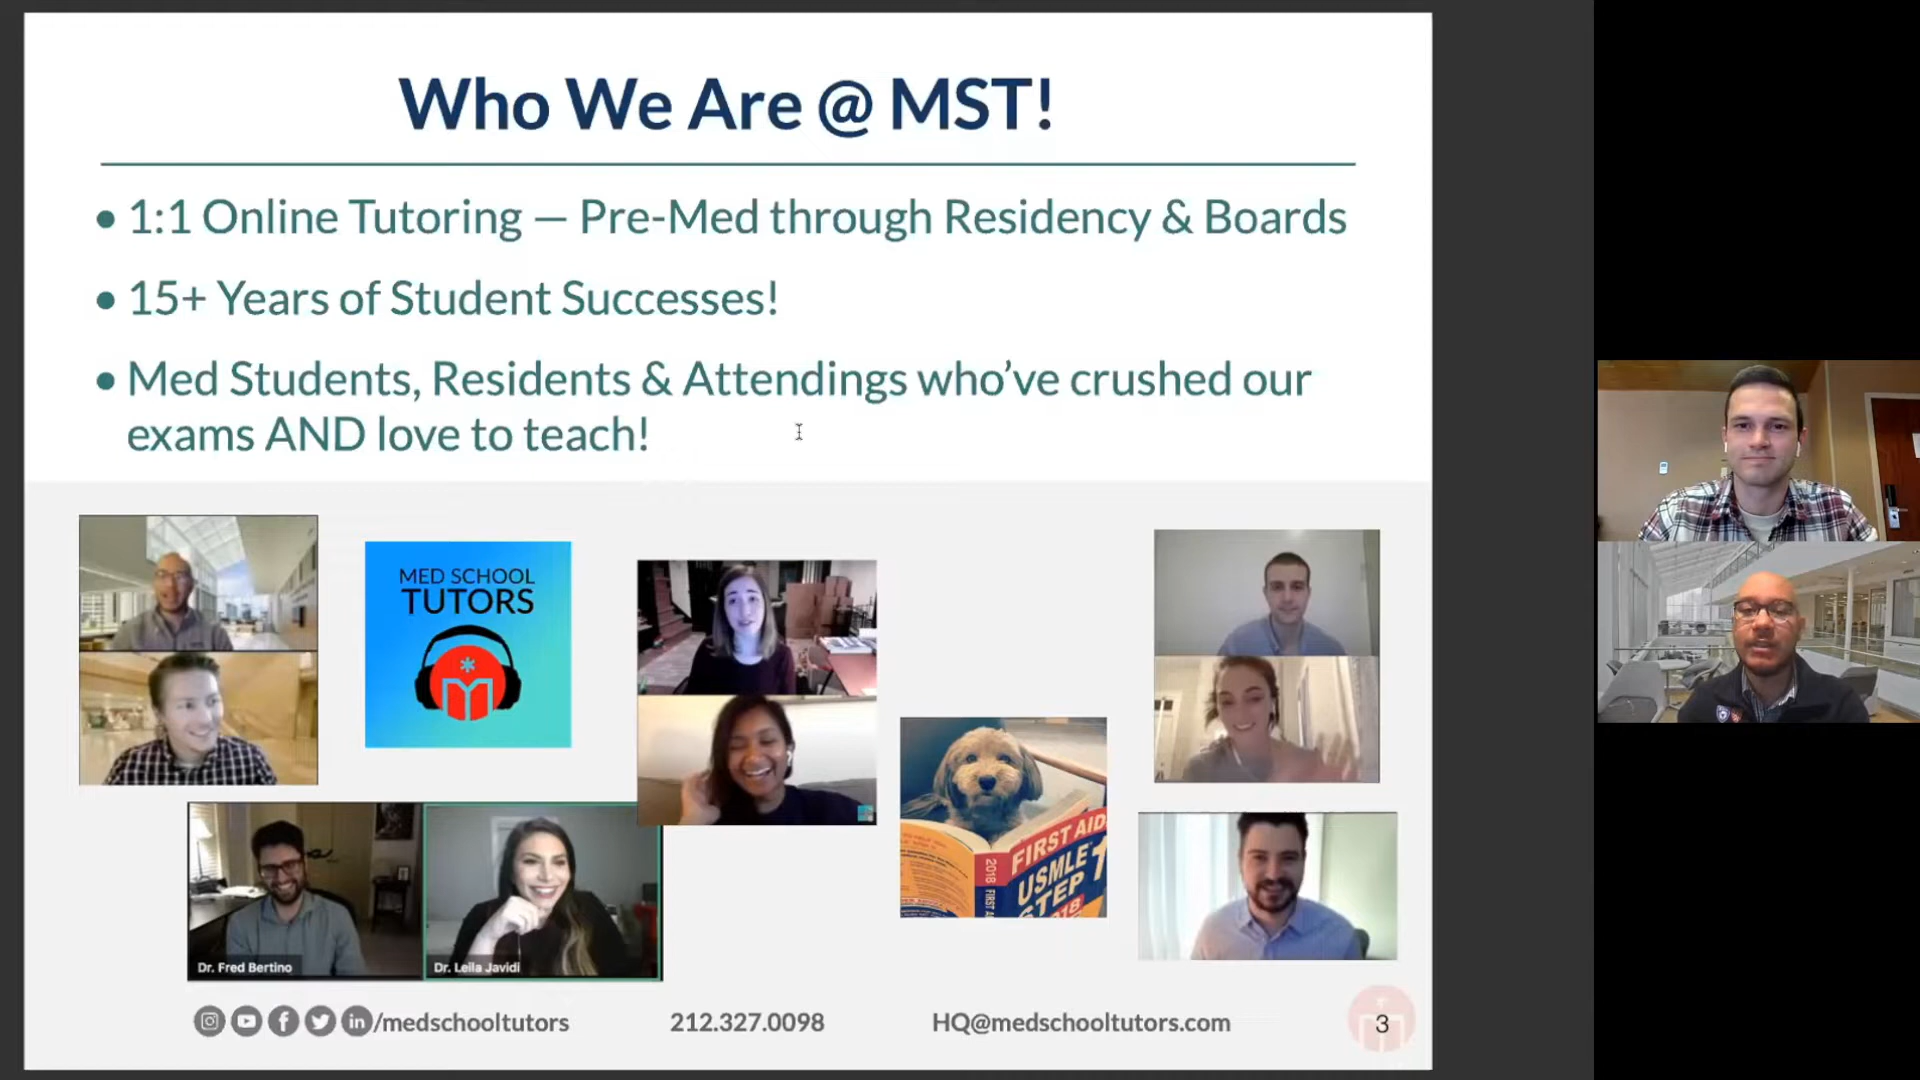 Who We Are @ MST!
• 1:1 Online Tutoring — Pre-Med through Residency & Boards
• 15+ Years of Student Successes!
• Med Students, Residents & Attendings who’ve crushed our
exams AND love to teach!
MED SCHOOL
TUTORS
2018
FIRST AID
USMLE
STEP 1
2018
FIRST
Dr. Fred Bertino
Dr. Leila Javidi
/medschooltutors
212.327.0098
HQ@medschooltutors.com
3